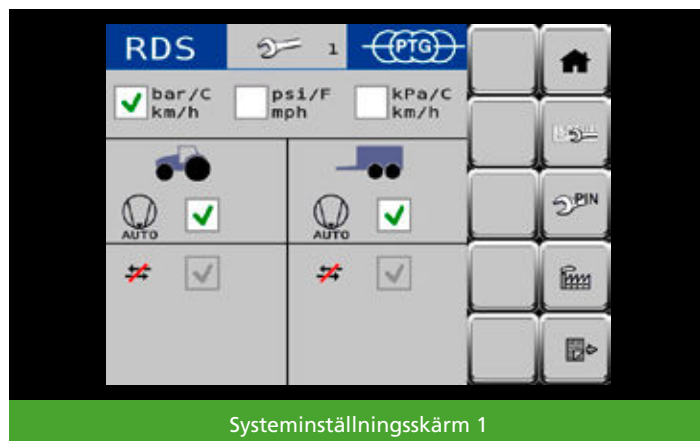 RDS 1 PTG
bar/C psi/F kPa/C
km/h mph km/h
AUTO AUTO
PIN
Systeminställningsskärm 1